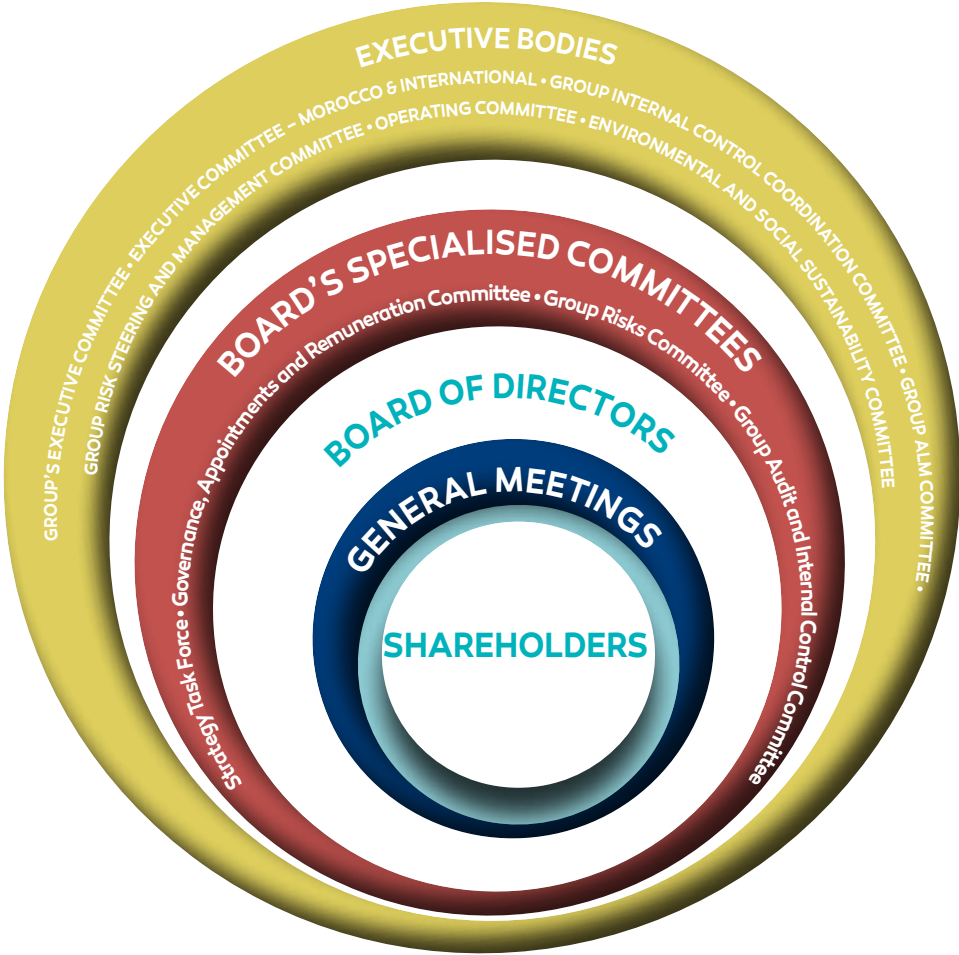 EXECUTIVE BODIES
GROUP'S EXECUTIVE COMMITTEE • EXECUTIVE COMMITTEE – MOROCCO & INTERNATIONAL • GROUP INTERNAL CONTROL COORDINATION COMMITTEE • GROUP ALM COMMITTEE •
GROUP RISK STEERING AND MANAGEMENT COMMITTEE • OPERATING COMMITTEE • ENVIRONMENTAL AND SOCIAL SUSTAINABILITY COMMITTEE
BOARD'S SPECIALISED COMMITTEES
Strategy Task Force • Governance, Appointments and Remuneration Committee • Group Risks Committee • Group Audit and Internal Control Committee
BOARD OF DIRECTORS
GENERAL MEETINGS
SHAREHOLDERS